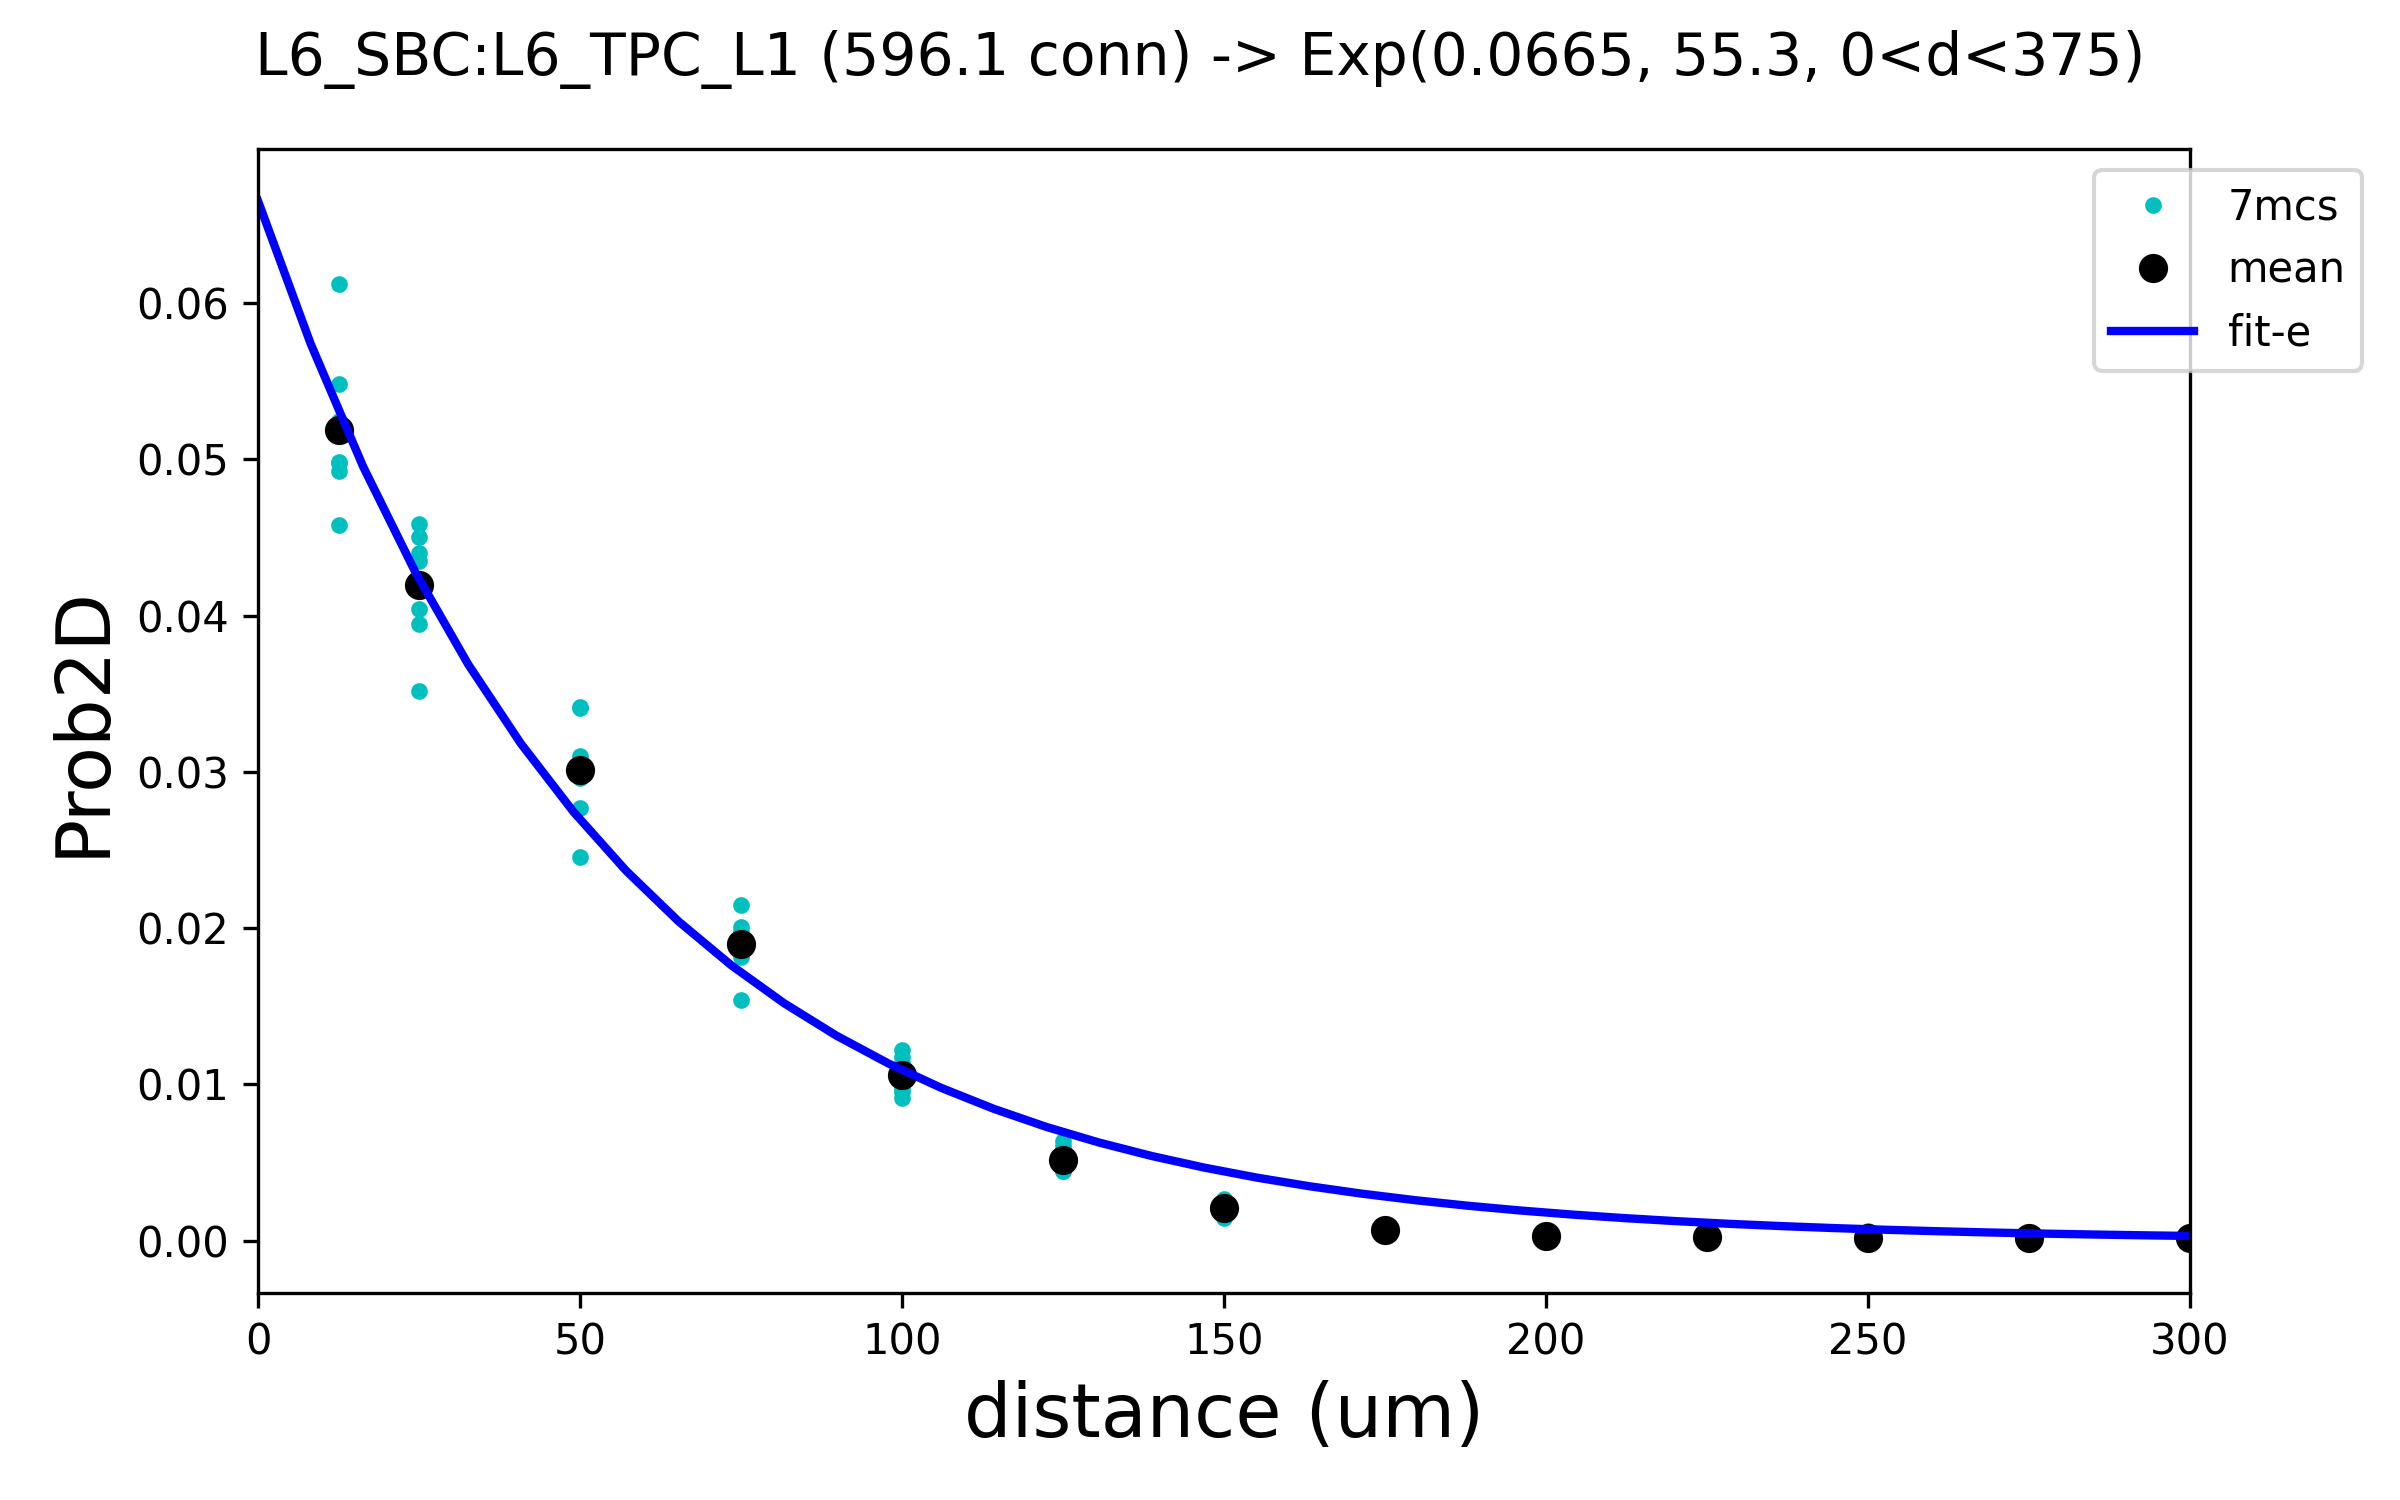 L6_SBC:L6_TPC_L1 (596.1 conn) -> Exp(0.0665, 55.3, 0<d<375)
7mcs
mean
fit-e
Prob2D
0.06
0.05
0.04
0.03
0.02
0.01
0.00
0 50 100 150 200 250 300
distance (um)